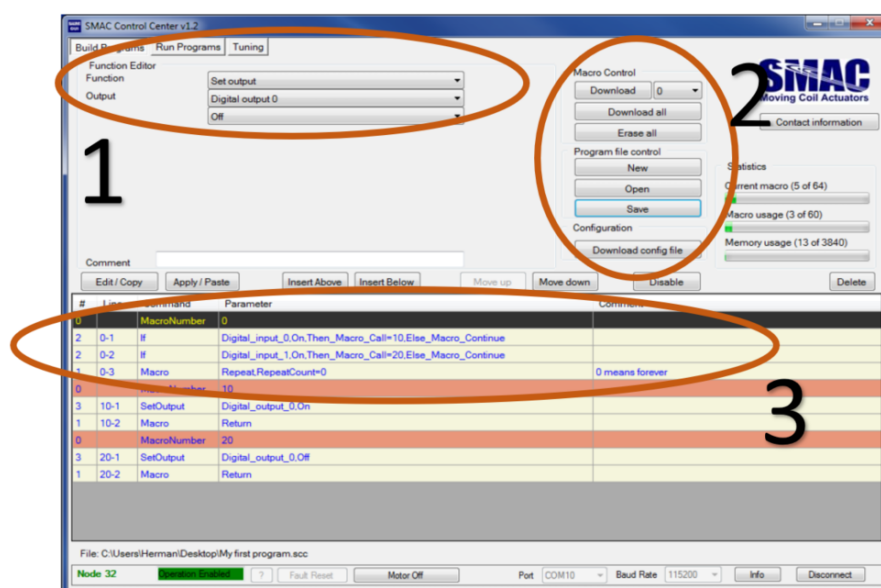 SMAC Control Center v1.2
Build Programs Run Programs Tuning
Function Editor
Function Set output
Output Digital output 0
Off
Comment
1
Macro Control
Download 0
Download all
Erase all
Program file control
New
Open
Save
Configuration
Download config file
2
SMAC
Moving Coil Actuators
Contact information
Statistics
Current macro (5 of 64)
Macro usage (3 of 60)
Memory usage (13 of 3840)
Edit / Copy Apply / Paste Insert Above Insert Below Move up Move down Disable Delete
# Line Command Parameter Comment
0 MacroNumber 0
2 0-1 If Digital_input_0,On.Then_Macro_Call=10,Else_Macro_Continue
2 0-2 If Digital_input_1,On.Then_Macro_Call=20,Else_Macro_Continue
1 0-3 Macro Repeat,RepeatCount=0 0 means forever
0 MacroNumber 10
3 10-1 SetOutput Digital_output_0,On
1 10-2 Macro Return
0 MacroNumber 20
3 20-1 SetOutput Digital_output_0,Off
1 20-2 Macro Return
3
File: C:\Users\Herman\Desktop\My first program.scc
Node 32 Operation Enabled ? Fault Reset Motor Off Port COM10 Baud Rate 115200 Info Disconnect